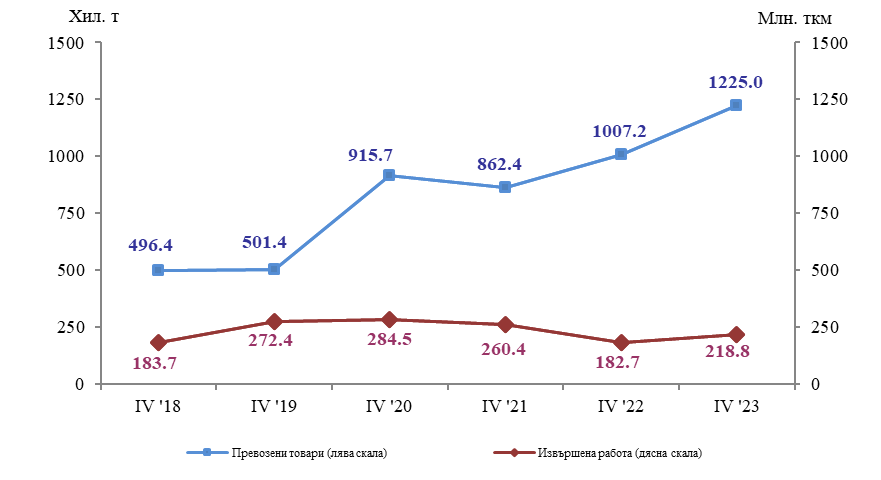 Хил. т
Млн. ткм
1500
1500
1225.0
1250
1250
1007.2
915.7
862.4
1000
1000
750
750
496.4
501.4
500
500
250
250
183.7
272.4
284.5
260.4
182.7
218.8
0
0
IV '18
IV '19
IV '20
IV '21
IV '22
IV '23
Превозени товари (лява скала)
Извършена работа (дясна скала)